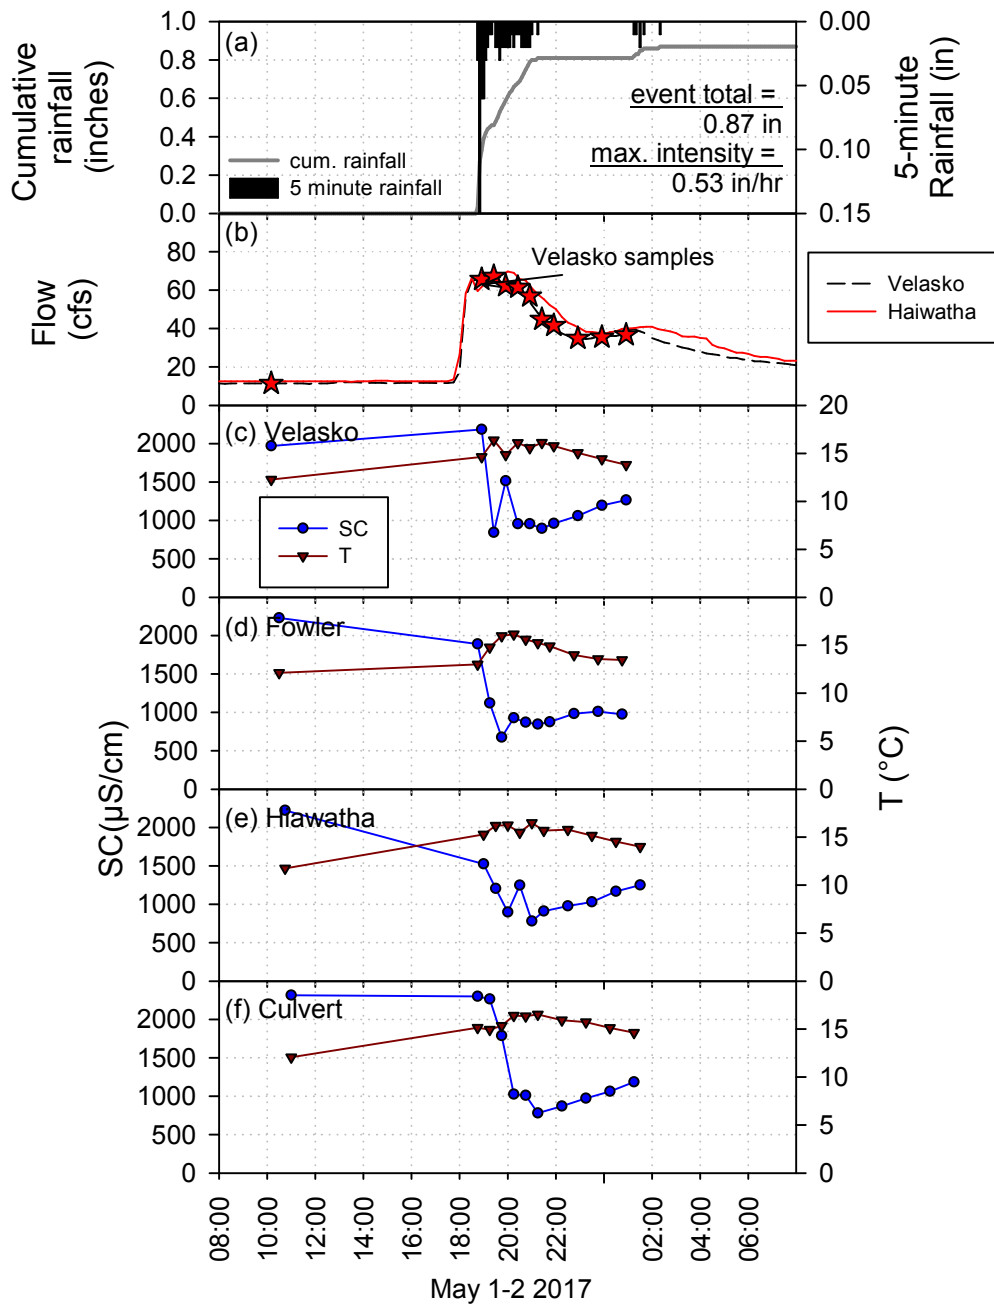 Cumulative
rainfall
(inches)
1.0
0.8
0.6
0.4
0.2
0.0
(a)
cum. rainfall
5 minute rainfall
event total =
0.87 in
max. intensity =
0.53 in/hr
0.00
0.05
0.10
0.15
5-minute
Rainfall (in)
Flow
(cfs)
80
60
40
20
0
(b)
Velasko samples
Velasko
Haiwatha
SC(µS/cm)
T (°C)
2000
1500
1000
500
0
(c) Velasko
SC
T
20
15
10
5
0
2000
1500
1000
500
0
(d) Fowler
15
10
5
0
2000
1500
1000
500
0
(e) Hiawatha
15
10
5
0
2000
1500
1000
500
0
(f) Culvert
15
10
5
0
08:00
10:00
18:00
20:00
22:00
02:00
04:00
06:00
May 1-2 2017